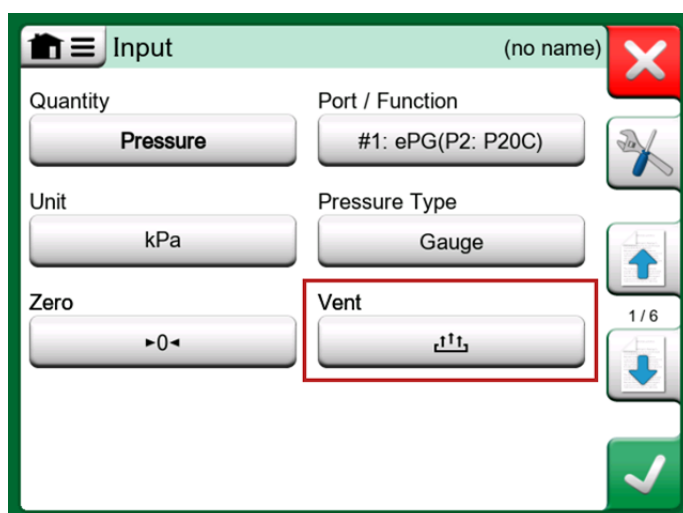 Input (no name)
Quantity Port / Function
Pressure #1: ePG(P2: P20C)
Unit Pressure Type
kPa Gauge
Zero Vent
1 / 6
►0◄